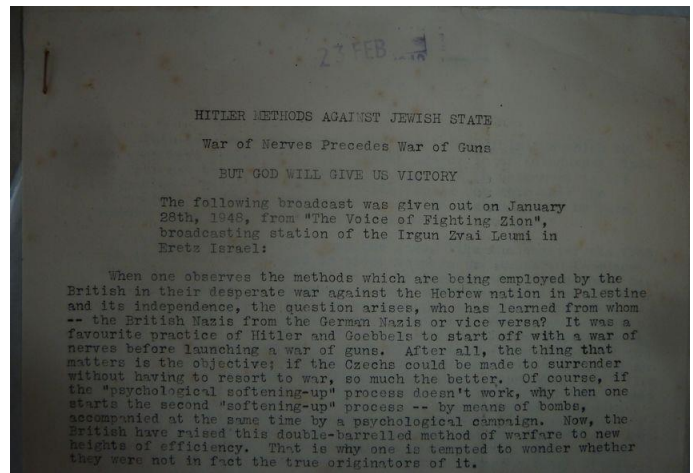 2 FEB
HITLER METHODS AGAINST JEWISH STATE
War of Nerves Precedes War of Guns
BUT GOD WILL GIVE US VICTORY
The following broadcast was given out on January
28th, 1948, from "The Voice of Fighting Zion",
broadcasting station of the Irgun Zvai Leumi in
Eretz Israel:
When one observes the methods which are being employed by the
British in their desperate war against the Hebrew nation in Palestine
and its independence, the question arises, who has learned from whom
-- the British Nazis from the German Nazis or vice versa? It was a
favourite practice of Hitler and Goebbels to start off with a war of
nerves before launching a war of guns. After all, the thing that
matters is the objective; if the Czechs could be made to surrender
without having to resort to war, so much the better. Of course, if
the "psychological softening-up" process doesn't work, why then one
starts the second "softening-up" process -- by means of bombs,
accompanied at the same time by a psychological campaign. Now, the
British have raised this double-barrelled method of warfare to new
heights of efficiency. That is why one is tempted to wonder whether
they were not in fact the true originators of it.